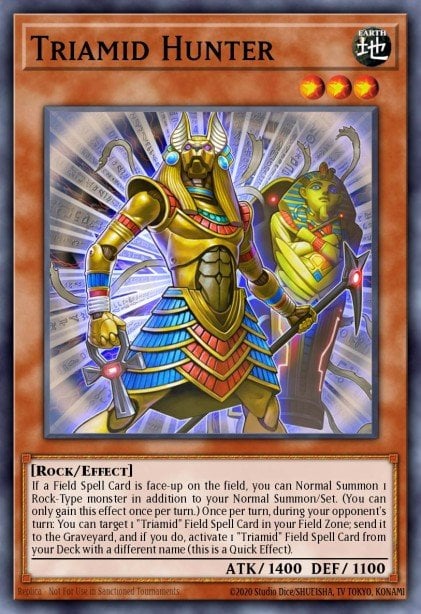 Triamid Hunter
EARTH
地
[Rock/Effect]
If a Field Spell Card is face-up on the field, you can Normal Summon 1
Rock-Type monster in addition to your Normal Summon/Set. (You can
only gain this effect once per turn.) Once per turn, during your opponent's
turn: You can target 1 "Triamid" Field Spell Card in your Field Zone; send it
to the Graveyard, and if you do, activate 1 "Triamid" Field Spell Card from
your Deck with a different name (this is a Quick Effect).
ATK/1400 DEF/1100
Replica - Not For Use in Sanctioned Tournaments
©2020 Studio Dice/SHUEISHA, TV TOKYO, KONAMI